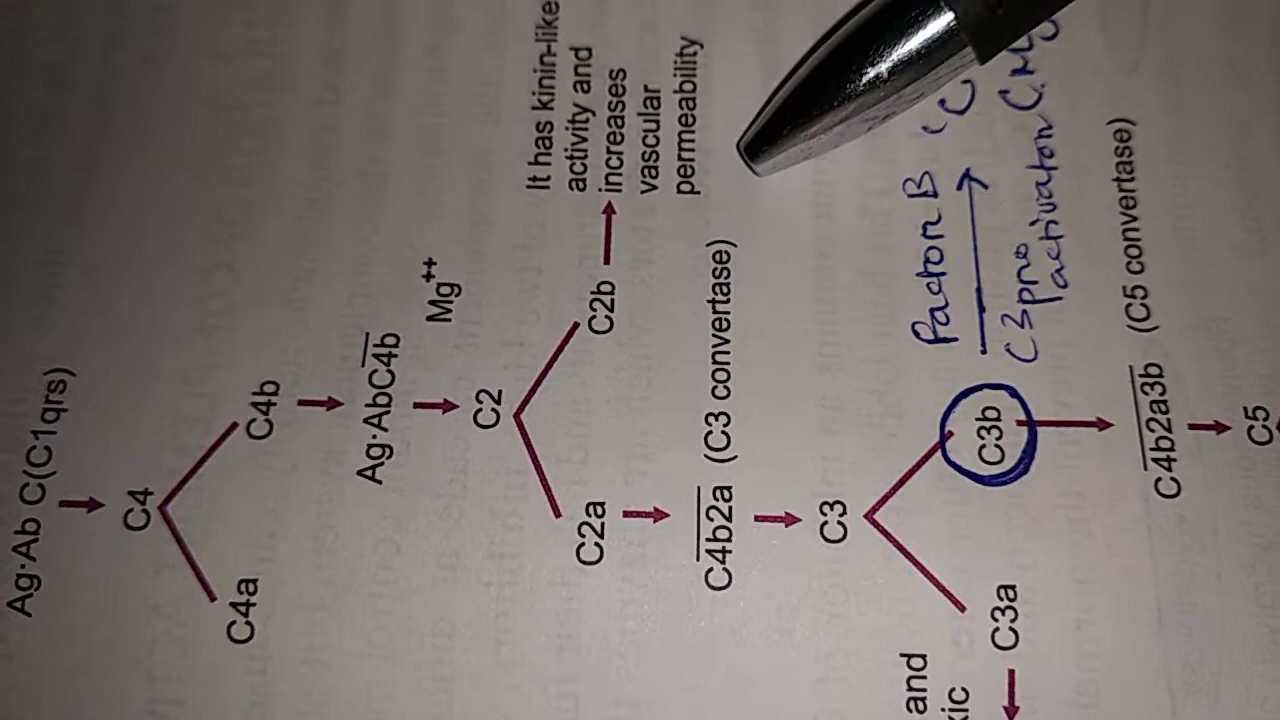 Ag·Ab C(C1qrs)
C4
C4a
C4b
Ag·AbC4b
Mg++
C2
C2a
C2b
It has kinin-like
activity and
increases
vascular
permeability
C4b2a (C3 convertase)
C3
C3a
C3b
and
Factor B
C3 pro
activator
C4b2a3b (C5 convertase)
C5